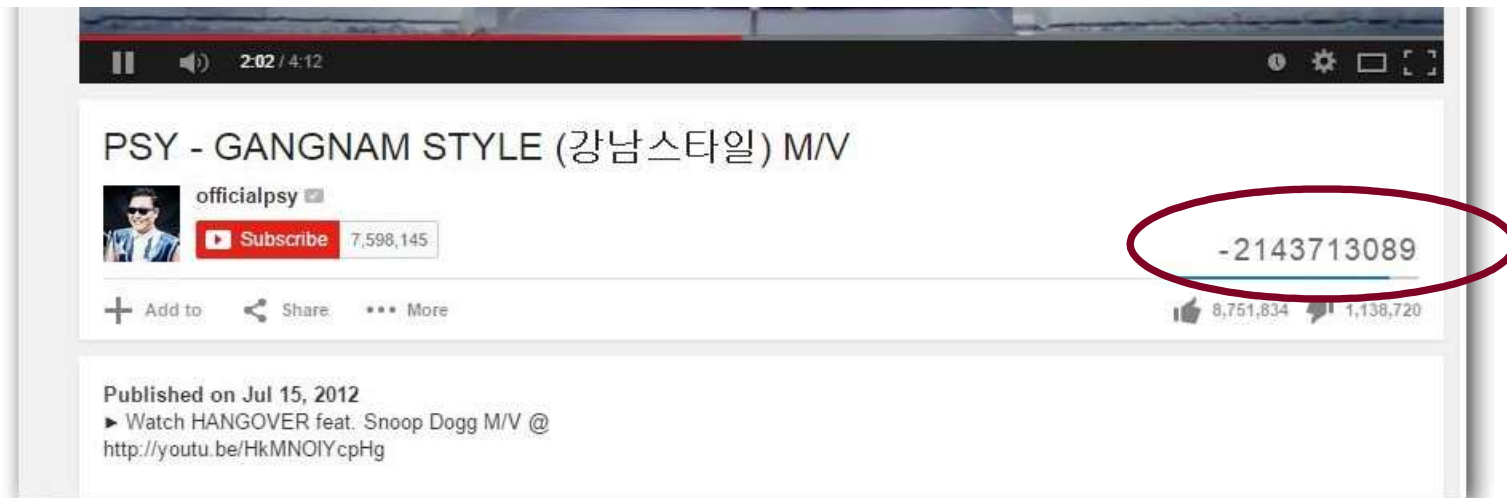 2:02 / 4:12
PSY - GANGNAM STYLE (강남스타일) M/V
officialpsy
Subscribe 7,598,145
-2143713089
Add to Share More
8,751,834 1,138,720
Published on Jul 15, 2012
► Watch HANGOVER feat. Snoop Dogg M/V @
http://youtu.be/HkMNOlYcpHg